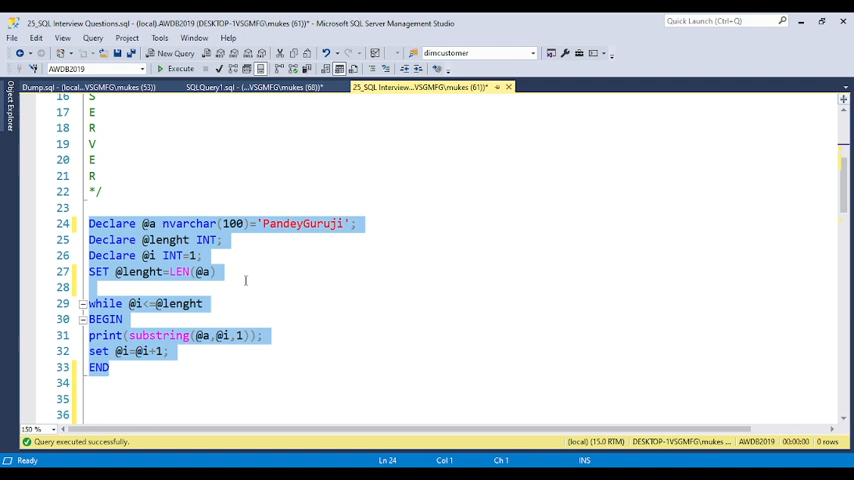 25_SQL Interview Questions.sql - (local).AWDB2019 (DESKTOP-1VSGMFG\mukes (61))* - Microsoft SQL Server Management Studio
Quick Launch (Ctrl+Q)
File Edit View Query Project Tools Window Help
New Query
dimcustomer
AWDB2019
Execute
Dump.sql - (local...VSGMFG\mukes (53))
SQLQuery1.sql - (...VSGMFG\mukes (68))*
25_SQL Interview...VSGMFG\mukes (61))*
Object Explorer
16 S
17 E
18 R
19 V
20 E
21 R
22 */
23
24 Declare @a nvarchar(100)='PandeyGuruji';
25 Declare @lenght INT;
26 Declare @i INT=1;
27 SET @lenght=LEN(@a)
28
29 while @i<=@lenght
30 BEGIN
31 print(substring(@a,@i,1));
32 set @i=@i+1;
33 END
34
35
36
150 %
Query executed successfully.
(local) (15.0 RTM)
DESKTOP-1VSGMFG\mukes ...
AWDB2019
00:00:00
0 rows
Ready
Ln 24
Col 1
Ch 1
INS